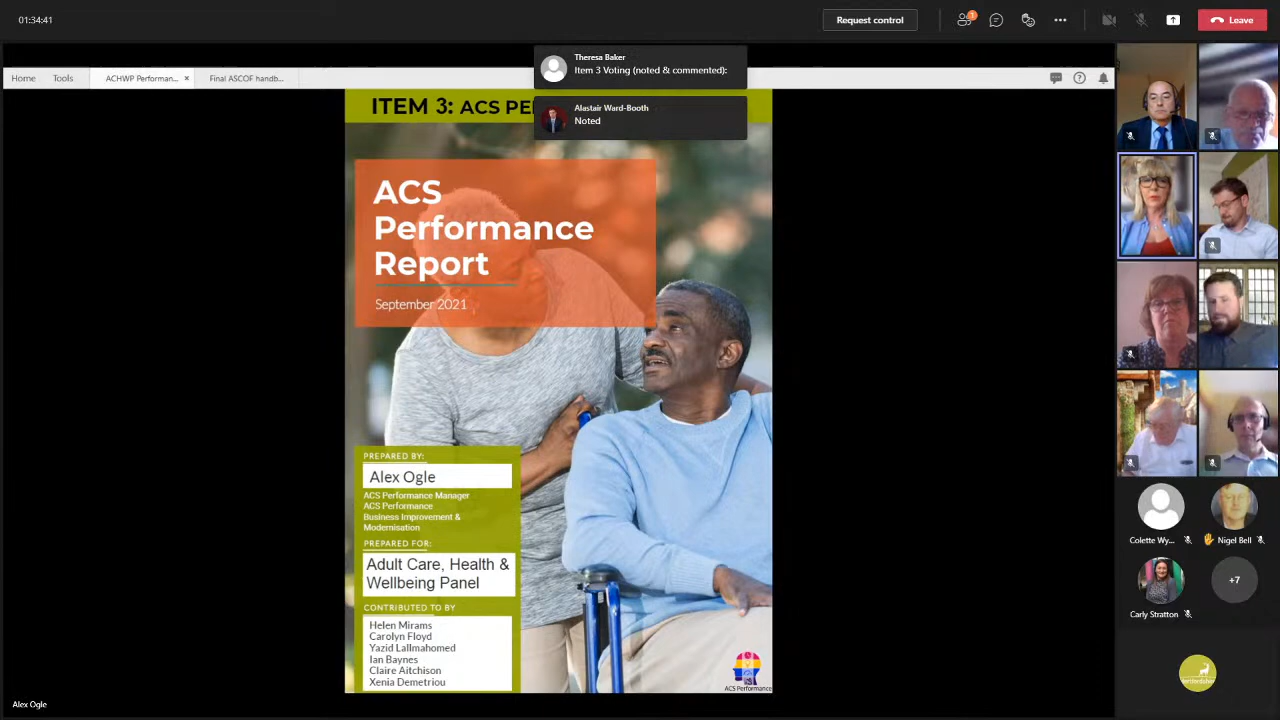 01:34:41
Request control
1
Leave
Theresa Baker
Item 3 Voting (noted & commented):
Alastair Ward-Booth
Noted
Home
Tools
ACHWP Performan...
Final ASCOF handb...
ITEM 3: ACS PE
ACS
Performance
Report
September 2021
PREPARED BY:
Alex Ogle
ACS Performance Manager
ACS Performance
Business Improvement &
Modernisation
PREPARED FOR:
Adult Care, Health &
Wellbeing Panel
CONTRIBUTED TO BY
Helen Mirams
Carolyn Floyd
Yazid Lallmahomed
Ian Baynes
Claire Aitchison
Xenia Demetriou
ACS Performance
Colette Wy...
Nigel Bell
Carly Stratton
+7
Alex Ogle